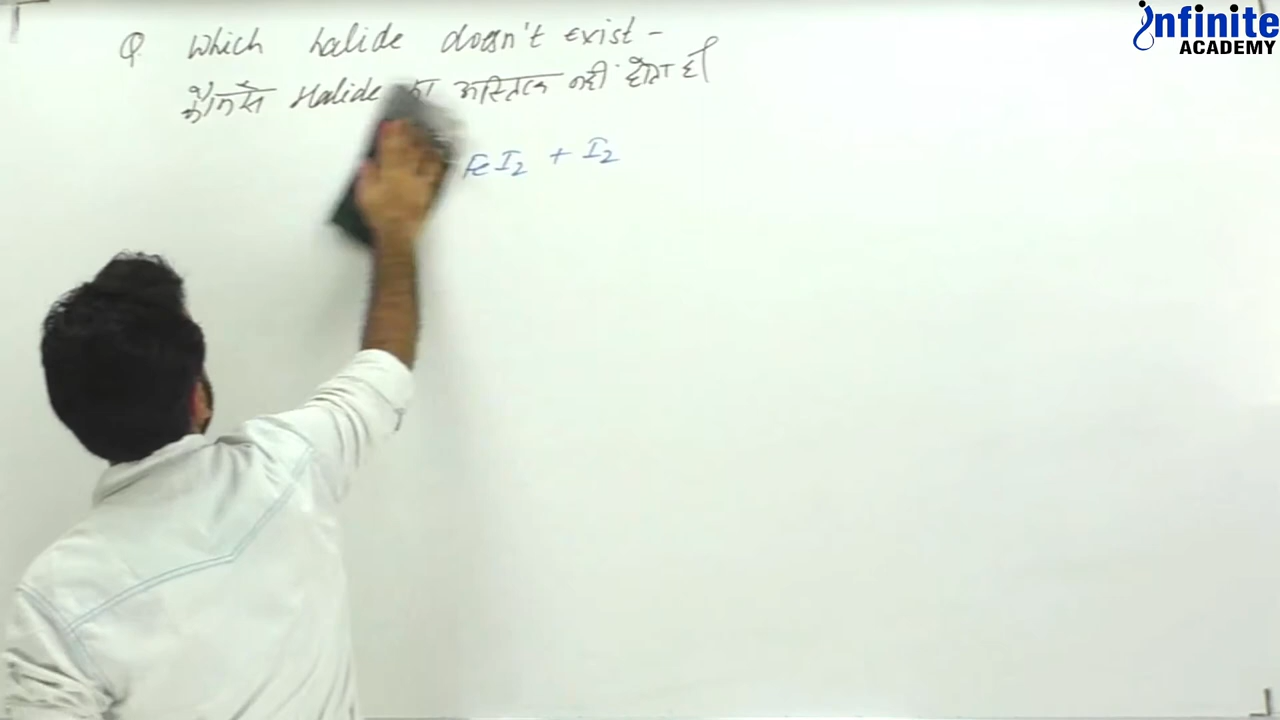 Q Which halide doesn't exist -
कौनसा Halide का अस्तित्व नहीं होता है
FeI₂ + I₂
Infinite
ACADEMY